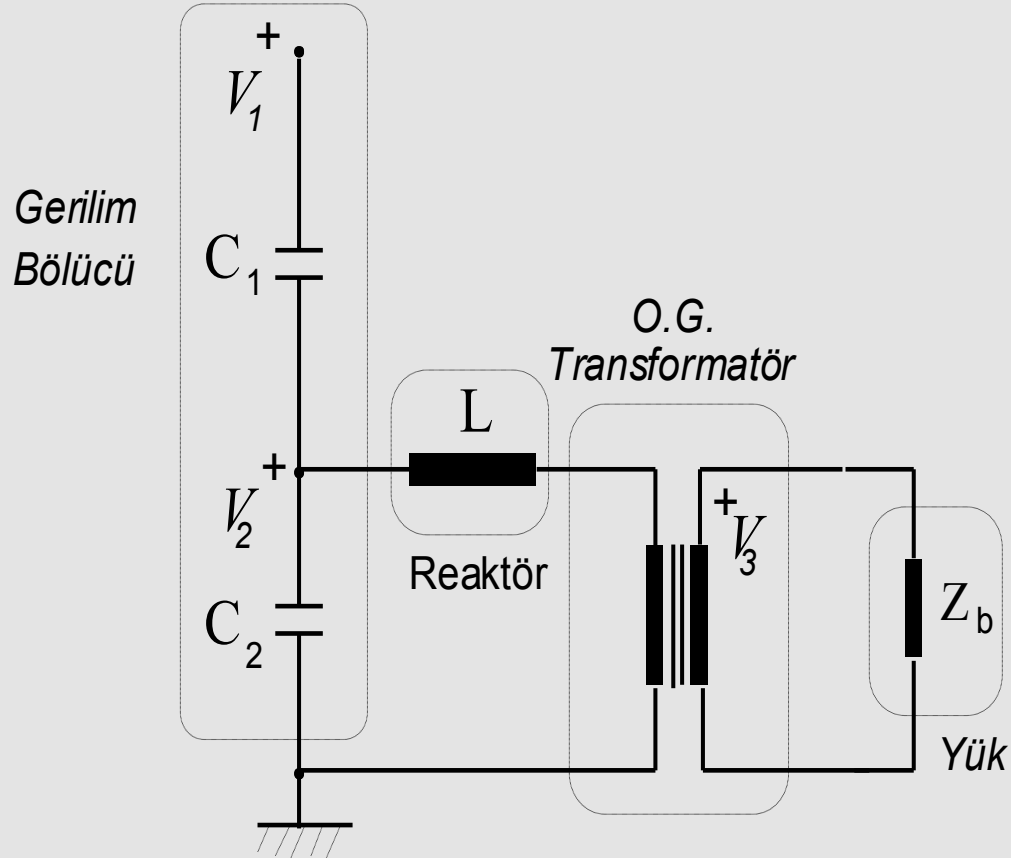 +
V1
Gerilim
Bölücü
C1
O.G.
Transformatör
L
+
V2
Reaktör
+
V3
C2
Zb
Yük